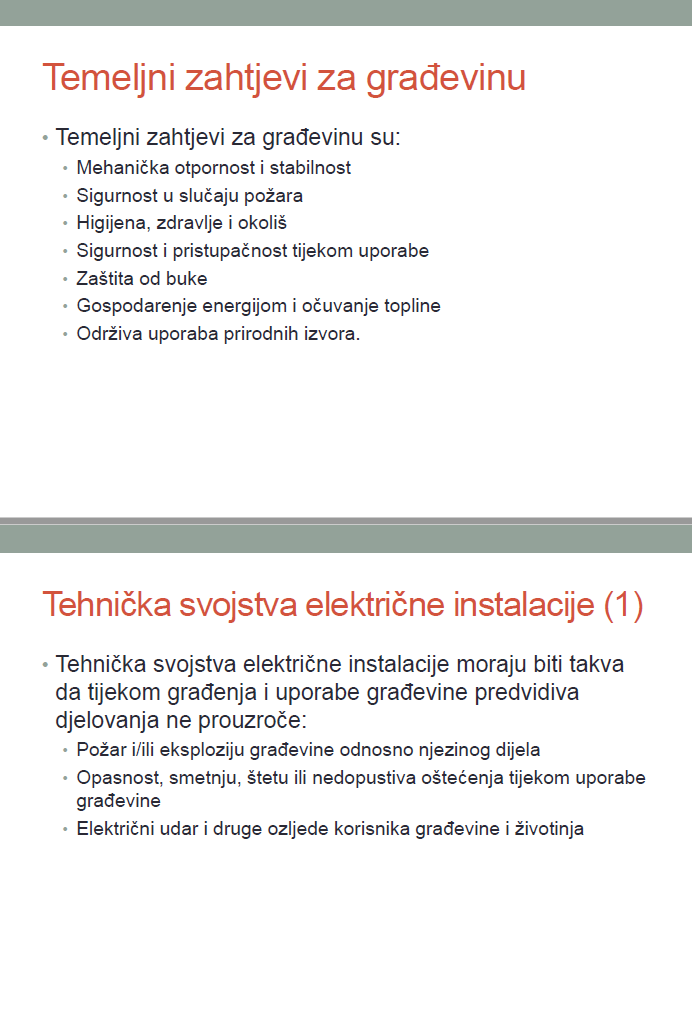 Temeljni zahtjevi za građevinu
• Temeljni zahtjevi za građevinu su:
• Mehanička otpornost i stabilnost
• Sigurnost u slučaju požara
• Higijena, zdravlje i okoliš
• Sigurnost i pristupačnost tijekom uporabe
• Zaštita od buke
• Gospodarenje energijom i očuvanje topline
• Održiva uporaba prirodnih izvora.
Tehnička svojstva električne instalacije (1)
• Tehnička svojstva električne instalacije moraju biti takva
da tijekom građenja i uporabe građevine predvidiva
djelovanja ne prouzroče:
• Požar i/ili eksploziju građevine odnosno njezinog dijela
• Opasnost, smetnju, štetu ili nedopustiva oštećenja tijekom uporabe
građevine
• Električni udar i druge ozljede korisnika građevine i životinja